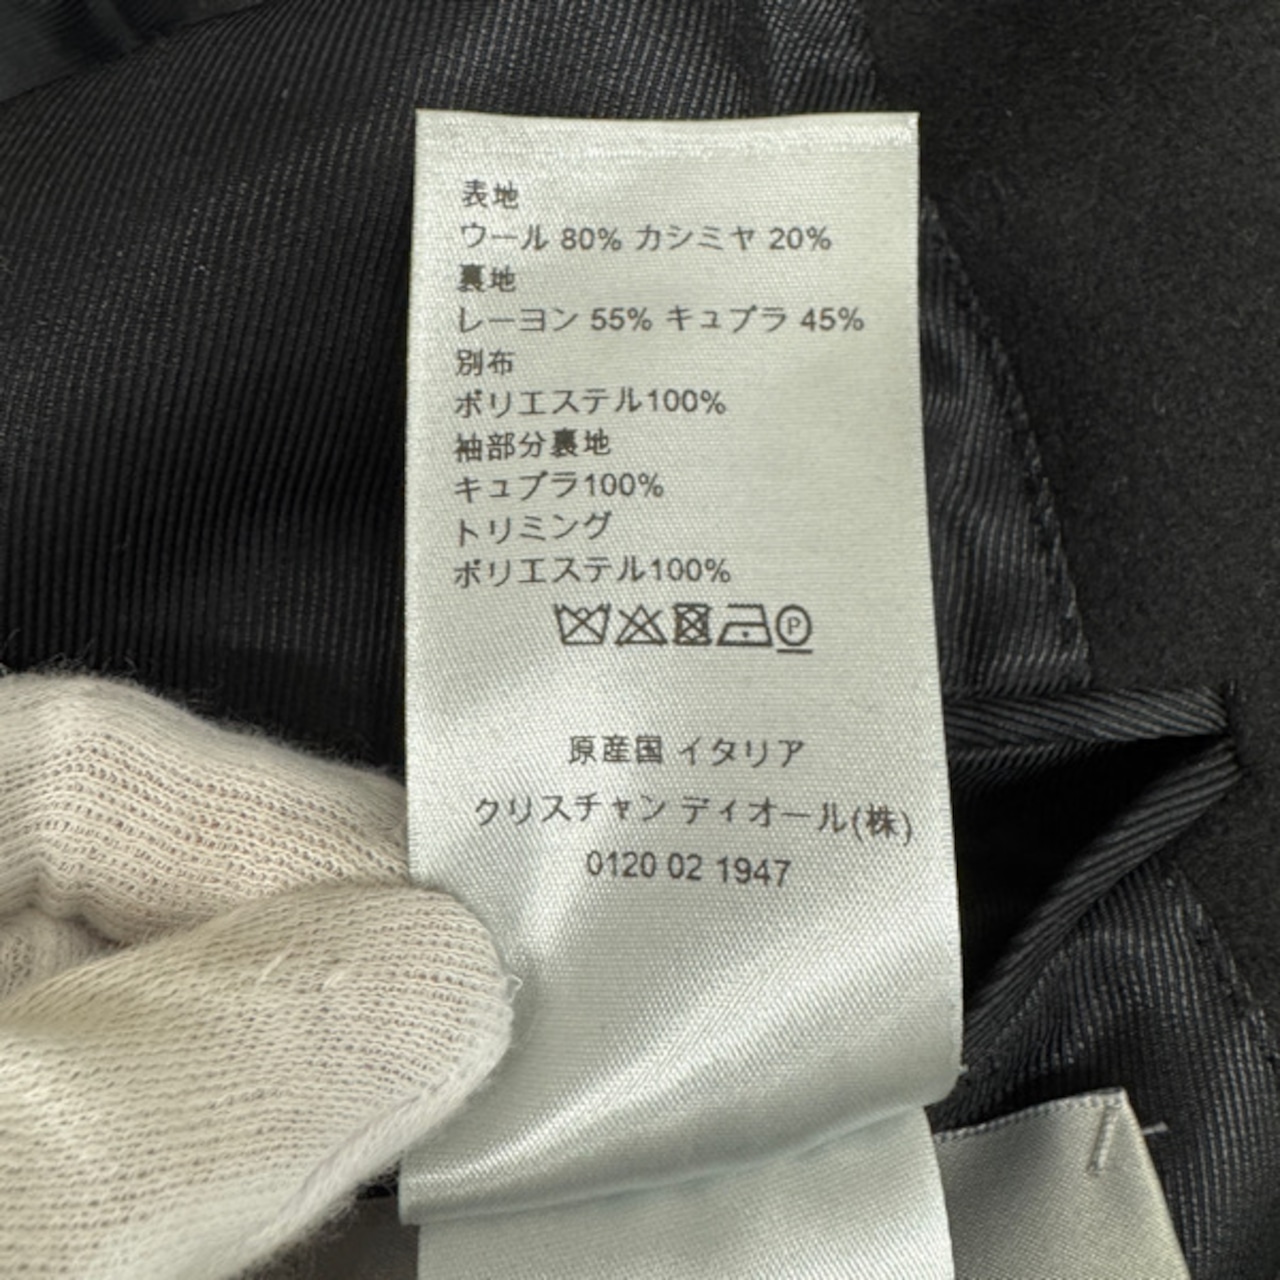 表地
ウール 80% カシミヤ 20%
裏地
レーヨン 55% キュプラ 45%
別布
ポリエステル100%
袖部分裏地
キュプラ100%
トリミング
ポリエステル100%
P
原産国 イタリア
クリスチャン ディオール(株)
0120 02 1947